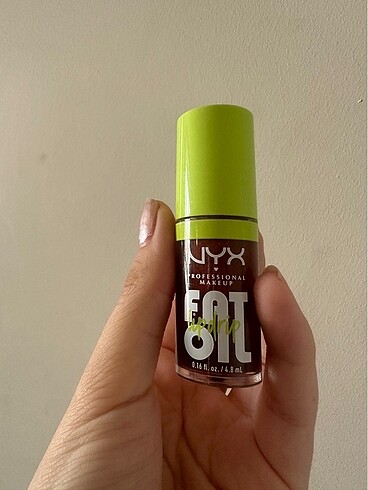 NYX
PROFESSIONAL
MAKEUP
FAT
lip drip
OIL
0.16 fl. oz. / 4.8 mL